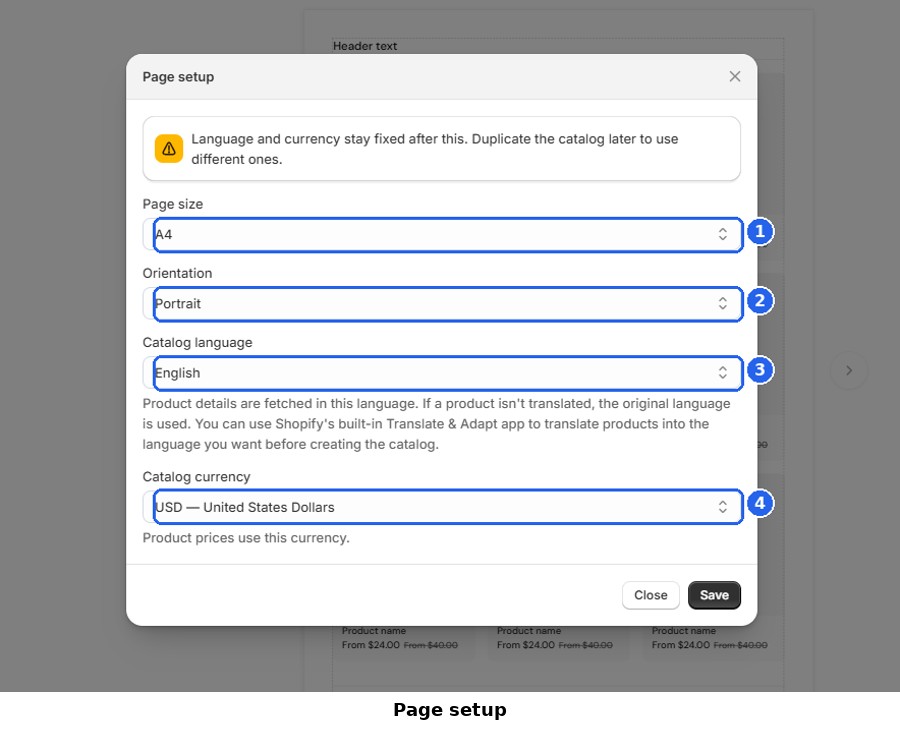 Header text
Page setup
Language and currency stay fixed after this. Duplicate the catalog later to use
different ones.
Page size
A4
1
Orientation
Portrait
2
Catalog language
English
3
Product details are fetched in this language. If a product isn't translated, the original language
is used. You can use Shopify's built-in Translate & Adapt app to translate products into the
language you want before creating the catalog.
Catalog currency
USD — United States Dollars
4
Product prices use this currency.
Close
Save
Product name
Product name
Product name
From $24.00 From $40.00
From $24.00 From $40.00
From $24.00 From $40.00
Page setup